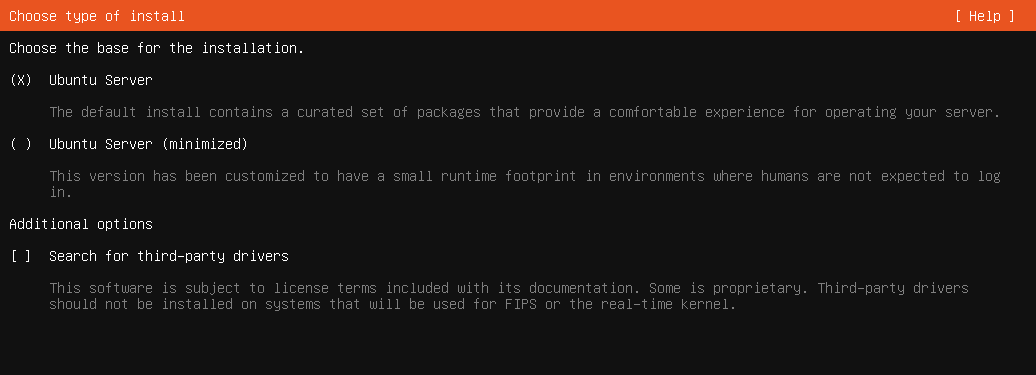 Choose type of install [ Help ]
Choose the base for the installation.
(X) Ubuntu Server
The default install contains a curated set of packages that provide a comfortable experience for operating your server.
( ) Ubuntu Server (minimized)
This version has been customized to have a small runtime footprint in environments where humans are not expected to log
in.
Additional options
[ ] Search for third-party drivers
This software is subject to license terms included with its documentation. Some is proprietary. Third-party drivers
should not be installed on systems that will be used for FIPS or the real-time kernel.